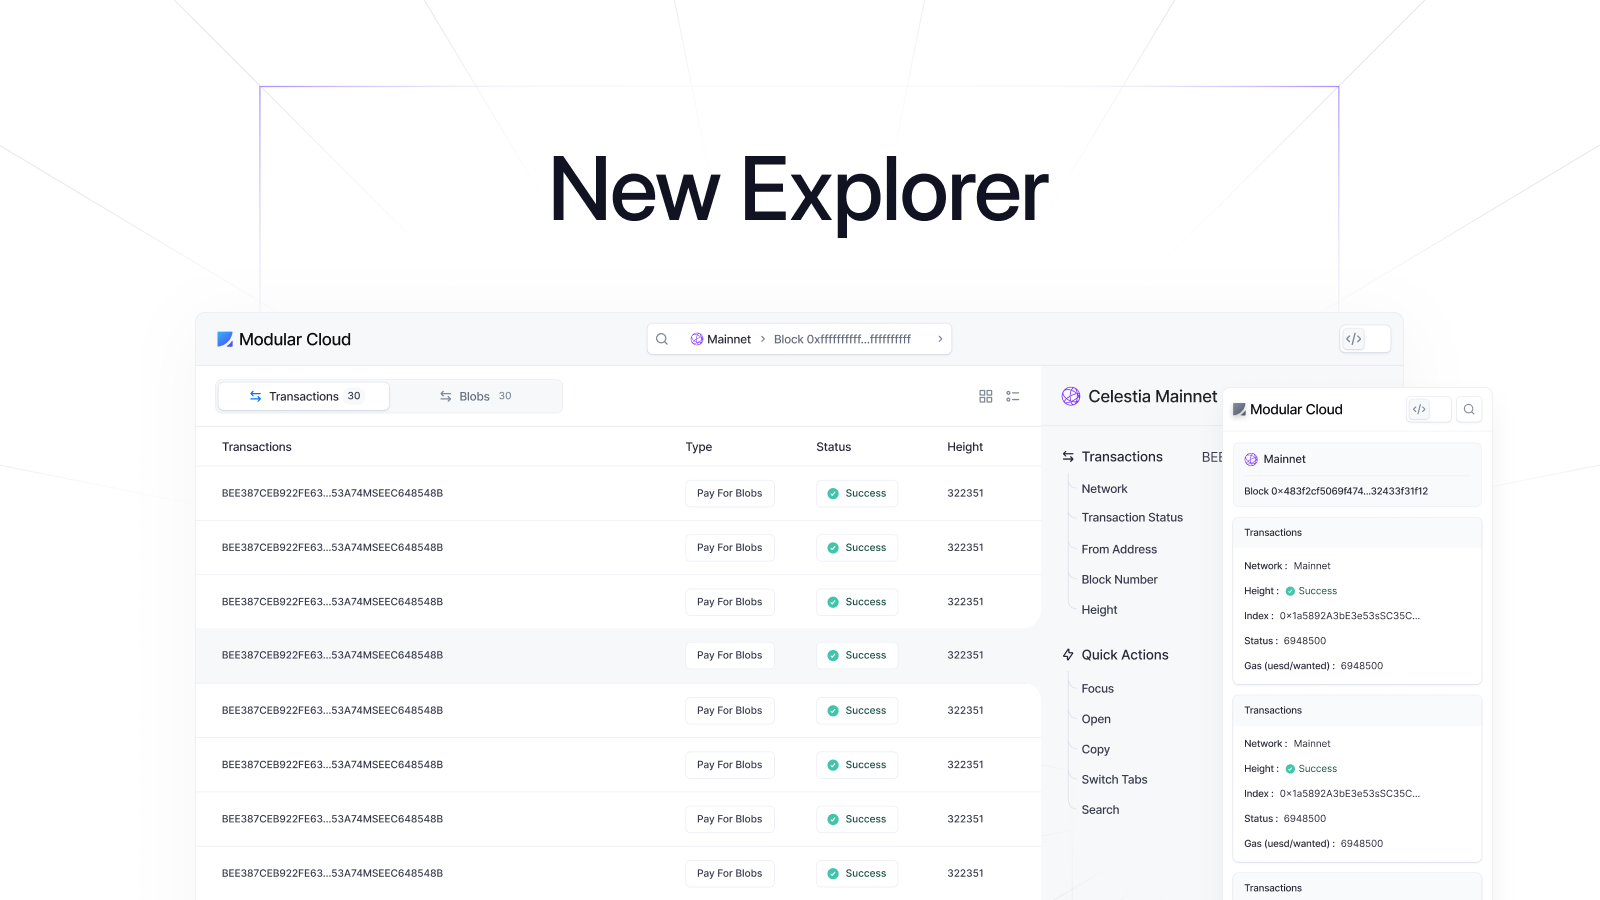 New Explorer
Modular Cloud
Mainnet > Block 0xffffffffff...ffffffffff >
</>
Transactions 30
Blobs 30
Transactions Type Status Height
BEE387CEB922FE63...53A74MSEEC648548B Pay For Blobs Success 322351
BEE387CEB922FE63...53A74MSEEC648548B Pay For Blobs Success 322351
BEE387CEB922FE63...53A74MSEEC648548B Pay For Blobs Success 322351
BEE387CEB922FE63...53A74MSEEC648548B Pay For Blobs Success 322351
BEE387CEB922FE63...53A74MSEEC648548B Pay For Blobs Success 322351
BEE387CEB922FE63...53A74MSEEC648548B Pay For Blobs Success 322351
BEE387CEB922FE63...53A74MSEEC648548B Pay For Blobs Success 322351
BEE387CEB922FE63...53A74MSEEC648548B Pay For Blobs Success 322351
Celestia Mainnet
Transactions BEE
Network
Transaction Status
From Address
Block Number
Height
Quick Actions
Focus
Open
Copy
Switch Tabs
Search
Modular Cloud
</>
Mainnet
Block 0×483f2cf5069f474...32433f31f12
Transactions
Network : Mainnet
Height : Success
Index : 0×1a5892A3bE3e53sSC35C...
Status : 6948500
Gas (uesd/wanted) : 6948500
Transactions
Network : Mainnet
Height : Success
Index : 0×1a5892A3bE3e53sSC35C...
Status : 6948500
Gas (uesd/wanted) : 6948500
Transactions